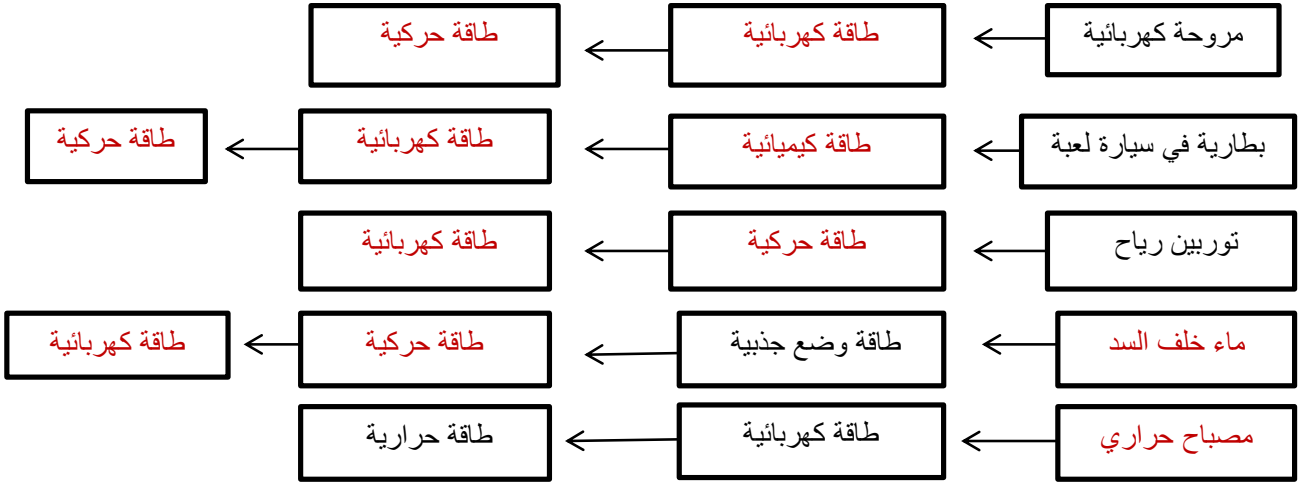 مروحة كهربائية
طاقة كهربائية
طاقة حركية
بطارية في سيارة لعبة
طاقة كيميائية
طاقة كهربائية
طاقة حركية
توربين رياح
طاقة حركية
طاقة كهربائية
ماء خلف السد
طاقة وضع جذبية
طاقة حركية
طاقة كهربائية
مصباح حراري
طاقة كهربائية
طاقة حرارية